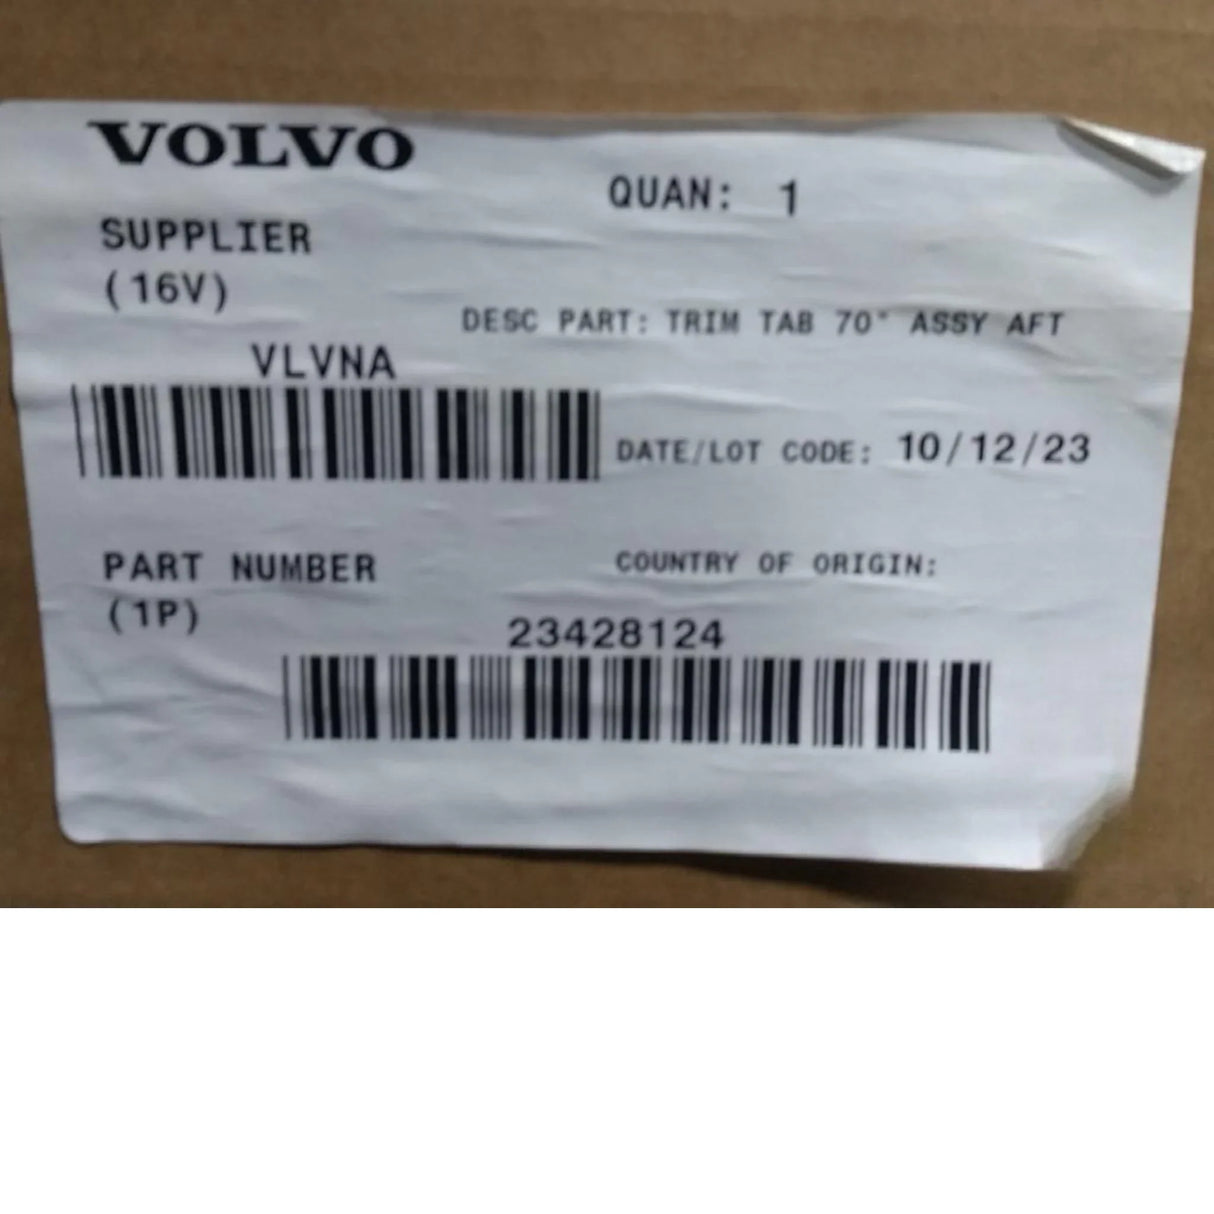 VOLVO
QUAN: 1
SUPPLIER
(16V)
DESC PART: TRIM TAB 70° ASSY AFT
VLVNA
DATE/LOT CODE: 10/12/23
PART NUMBER
(1P)
COUNTRY OF ORIGIN:
23428124